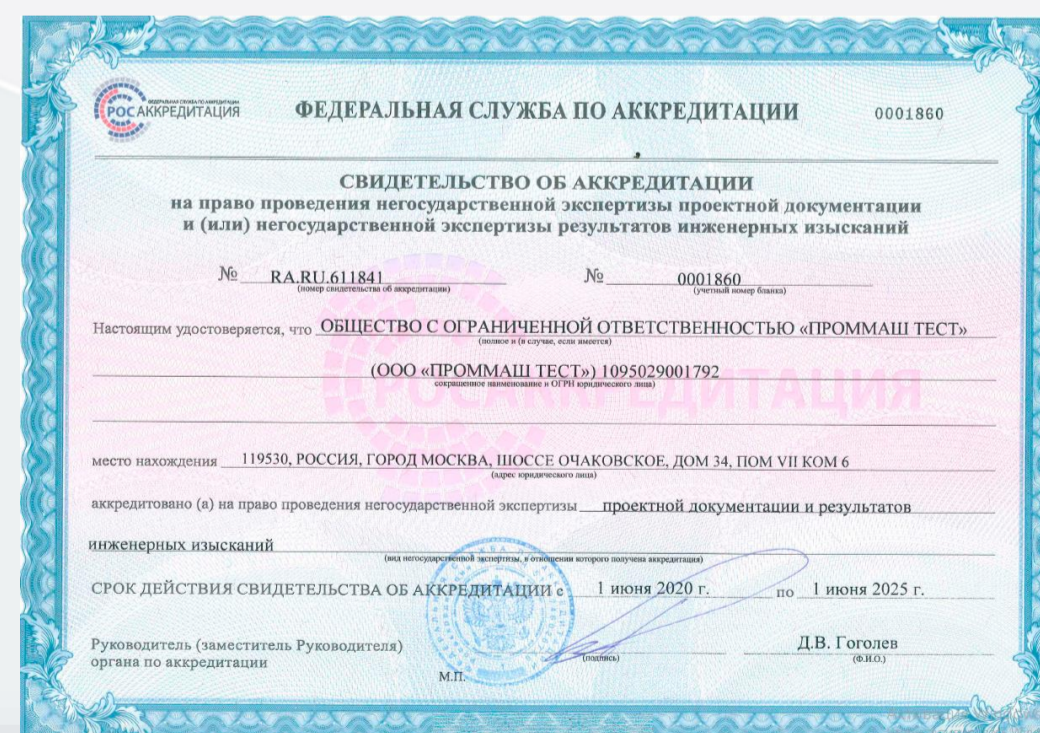 ФЕДЕРАЛЬНАЯ СЛУЖБА ПО АККРЕДИТАЦИИ
РОСАККРЕДИТАЦИЯ
ФЕДЕРАЛЬНАЯ СЛУЖБА ПО АККРЕДИТАЦИИ
0001860
СВИДЕТЕЛЬСТВО ОБ АККРЕДИТАЦИИ
на право проведения негосударственной экспертизы проектной документации
и (или) негосударственной экспертизы результатов инженерных изысканий
№ RA.RU.611841 № 0001860
(номер свидетельства об аккредитации) (учетный номер бланка)
Настоящим удостоверяется, что ОБЩЕСТВО С ОГРАНИЧЕННОЙ ОТВЕТСТВЕННОСТЬЮ «ПРОММАШ ТЕСТ»
(полное и (в случае, если имеется)
(ООО «ПРОММАШ ТЕСТ») 1095029001792
сокращенное наименование и ОГРН юридического лица)
РОСАККРЕДИТАЦИЯ
место нахождения 119530, РОССИЯ, ГОРОД МОСКВА, ШОССЕ ОЧАКОВСКОЕ, ДОМ 34, ПОМ VII КОМ 6
(адрес юридического лица)
аккредитовано (а) на право проведения негосударственной экспертизы проектной документации и результатов
инженерных изысканий
(вид негосударственной экспертизы, в отношении которого получена аккредитация)
СРОК ДЕЙСТВИЯ СВИДЕТЕЛЬСТВА ОБ АККРЕДИТАЦИИ с 1 июня 2020 г. по 1 июня 2025 г.
Руководитель (заместитель Руководителя)
органа по аккредитации
Д.В. Гоголев
(подпись) (Ф.И.О.)
М.П.